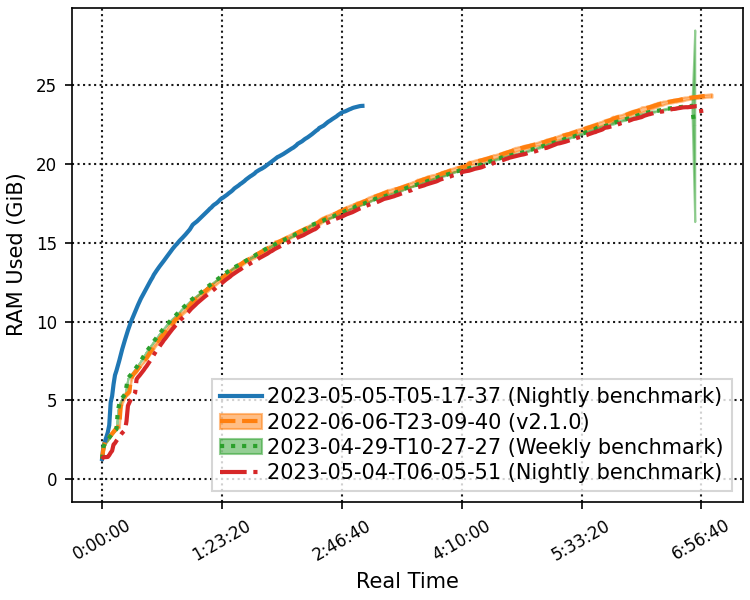 25
20
15
10
5
0
RAM Used (GiB)
2023-05-05-T05-17-37 (Nightly benchmark)
2022-06-06-T23-09-40 (v2.1.0)
2023-04-29-T10-27-27 (Weekly benchmark)
2023-05-04-T06-05-51 (Nightly benchmark)
0:00:00
1:23:20
2:46:40
4:10:00
5:33:20
6:56:40
Real Time